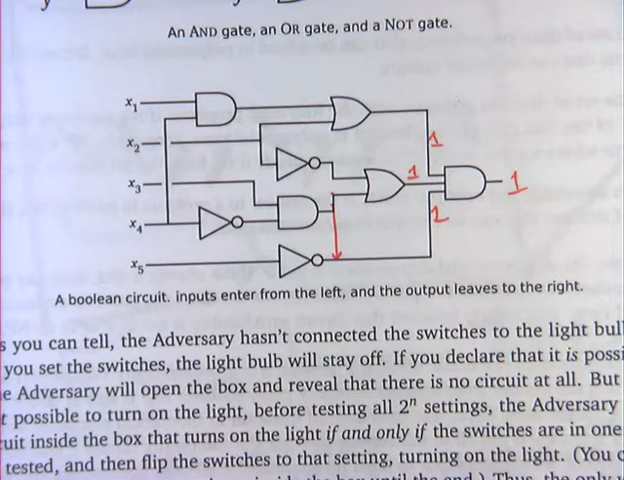 An AND gate, an OR gate, and a NOT gate.
x₁
x₂
1
x₃
1
1
x₄
1
x₅
A boolean circuit. inputs enter from the left, and the output leaves to the right.
s you can tell, the Adversary hasn't connected the switches to the light bul
you set the switches, the light bulb will stay off. If you declare that it is possi
e Adversary will open the box and reveal that there is no circuit at all. But
t possible to turn on the light, before testing all 2ⁿ settings, the Adversary
uit inside the box that turns on the light if and only if the switches are in one
tested, and then flip the switches to that setting, turning on the light. (You c
the end.) Thus, the only